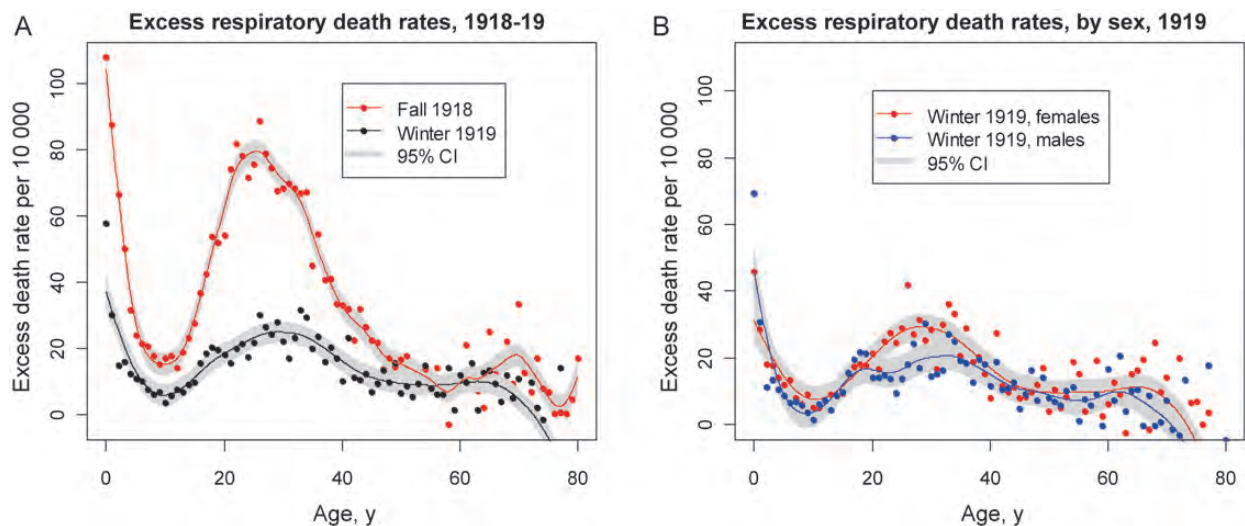 A
Excess respiratory death rates, 1918-19
Excess death rate per 10 000
100
80
60
40
20
0
Fall 1918
Winter 1919
95% CI
0 20 40 60 80
Age, y
B
Excess respiratory death rates, by sex, 1919
Excess death rate per 10 000
100
80
60
40
20
0
Winter 1919, females
Winter 1919, males
95% CI
0 20 40 60 80
Age, y